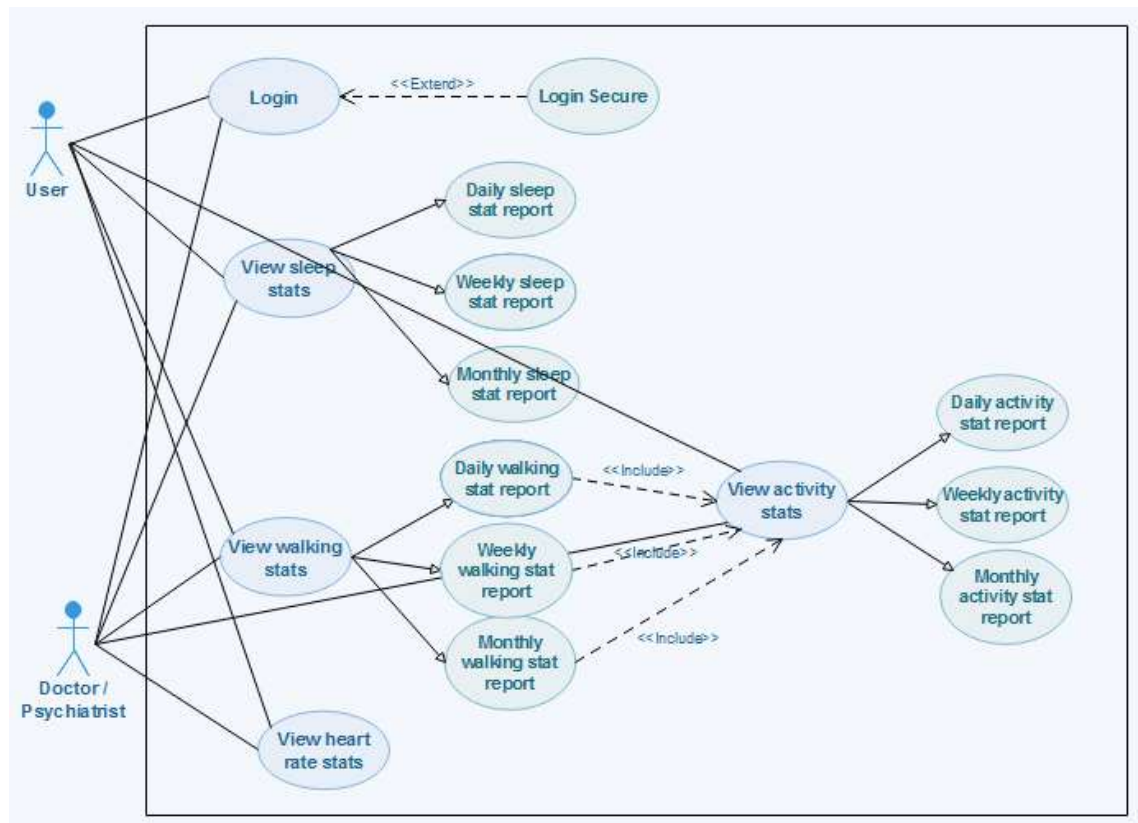 Login
<<Extend>>
Login Secure
User
Daily sleep
stat report
View sleep
stats
Weekly sleep
stat report
Monthly sleep
stat report
Daily activity
stat report
Daily walking
stat report
<<Include>>
View activity
stats
Weekly activity
stat report
View walking
stats
Weekly
walking stat
report
<<Include>>
Monthly
activity stat
report
Monthly
walking stat
report
<<Include>>
Doctor /
Psychiatrist
View heart
rate stats